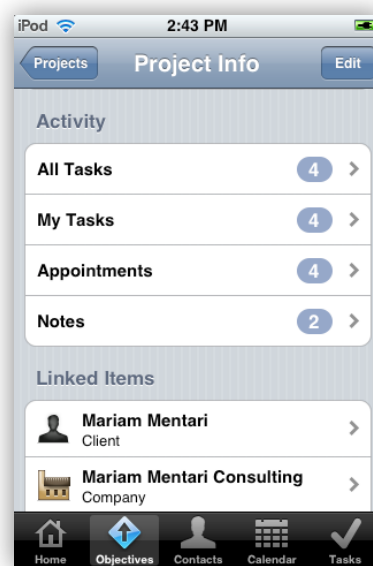 iPod 2:43 PM
Projects Project Info Edit
Activity
All Tasks 4
My Tasks 4
Appointments 4
Notes 2
Linked Items
Mariam Mentari
Client
Mariam Mentari Consulting
Company
Home Objectives Contacts Calendar Tasks